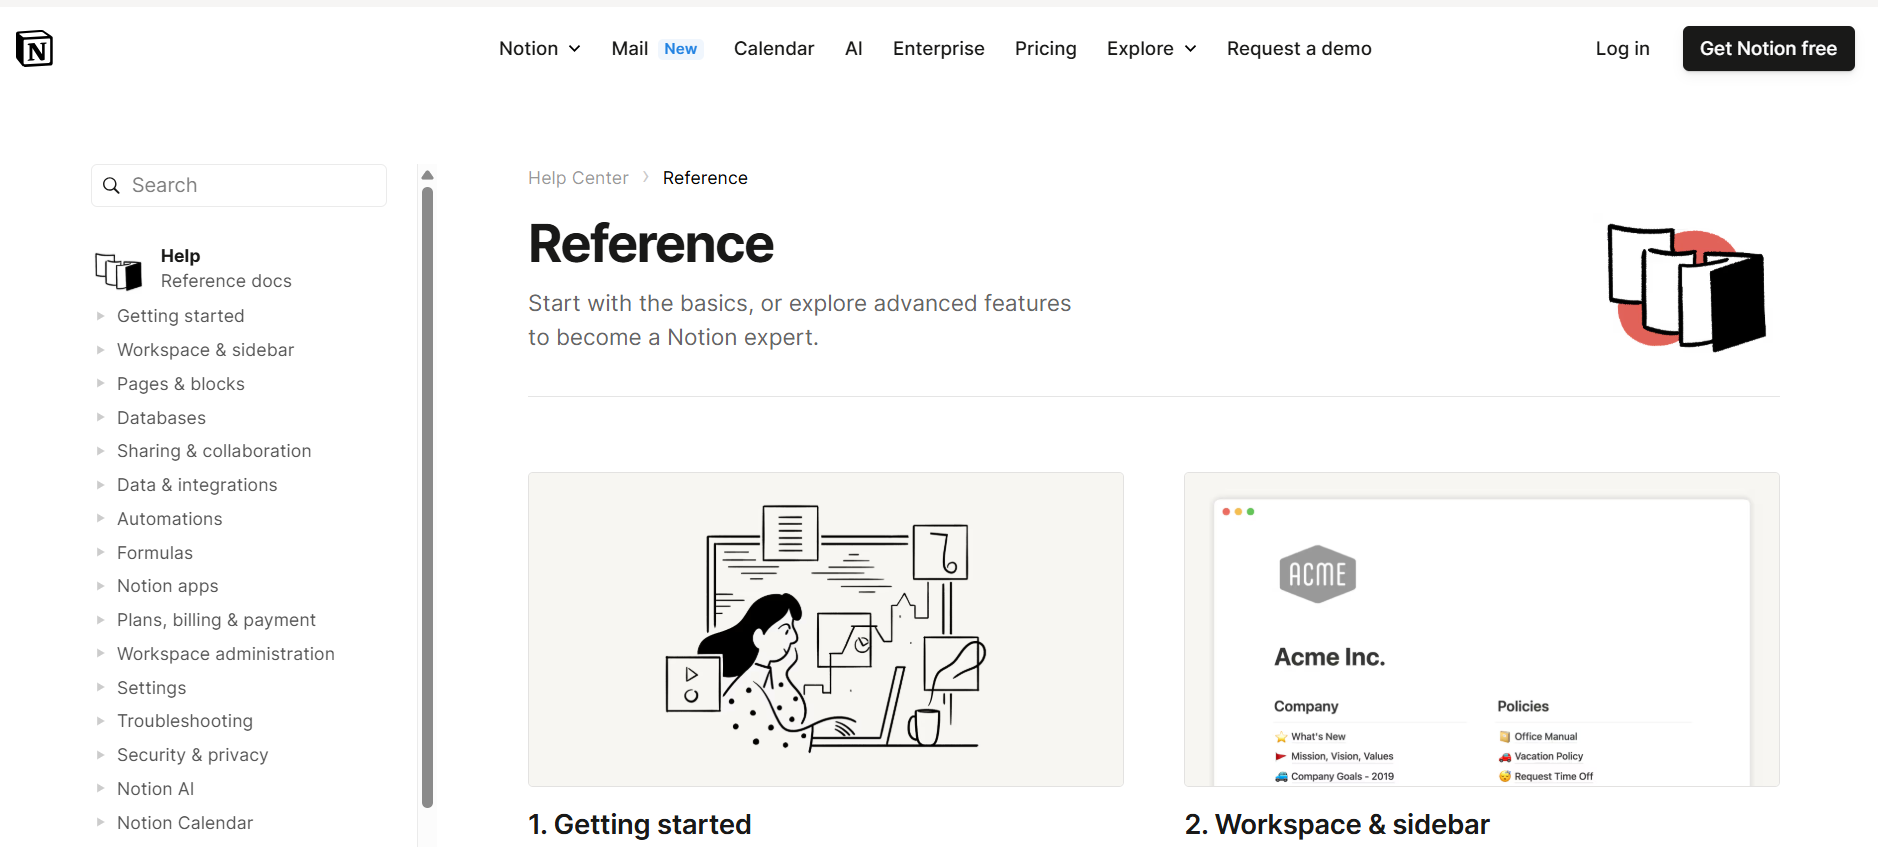 N
Notion Mail New Calendar AI Enterprise Pricing Explore Request a demo Log in Get Notion free
Search
Help
Reference docs
Getting started
Workspace & sidebar
Pages & blocks
Databases
Sharing & collaboration
Data & integrations
Automations
Formulas
Notion apps
Plans, billing & payment
Workspace administration
Settings
Troubleshooting
Security & privacy
Notion AI
Notion Calendar
Help Center Reference
Reference
Start with the basics, or explore advanced features
to become a Notion expert.
1. Getting started
ACME
Acme Inc.
Company
What's New
Mission, Vision, Values
Company Goals - 2019
Policies
Office Manual
Vacation Policy
Request Time Off
2. Workspace & sidebar